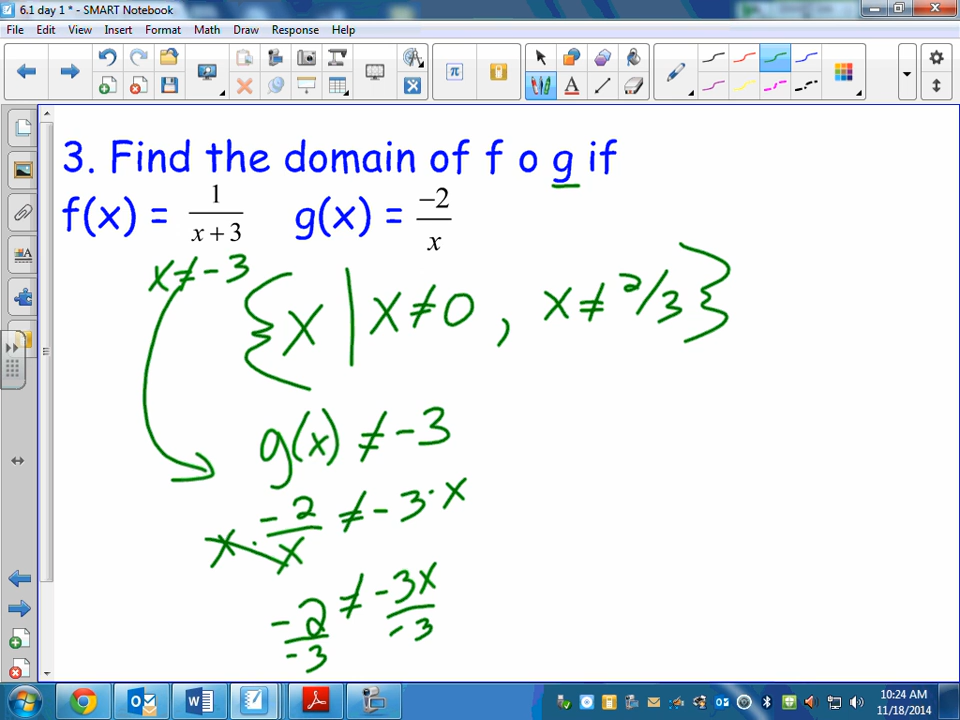 6.1 day 1 * - SMART Notebook
File Edit View Insert Format Math Draw Response Help
3. Find the domain of f o g if
f(x) = 1/(x + 3) g(x) = −2/x
x ≠ -3
{x | x ≠ 0 , x ≠ 2/3}
g(x) ≠ -3
x · -2/x ≠ -3 · x
-2/-3 ≠ -3x/-3
10:24 AM
11/18/2014